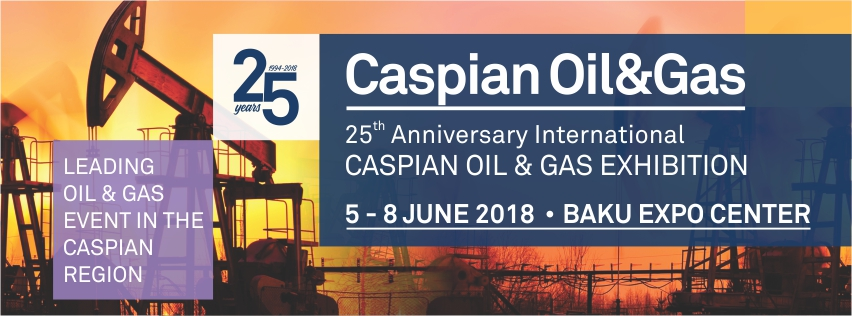 25
1994-2018
years
Caspian Oil&Gas
25th Anniversary International
CASPIAN OIL & GAS EXHIBITION
5 - 8 JUNE 2018 • BAKU EXPO CENTER
LEADING
OIL & GAS
EVENT IN THE
CASPIAN
REGION